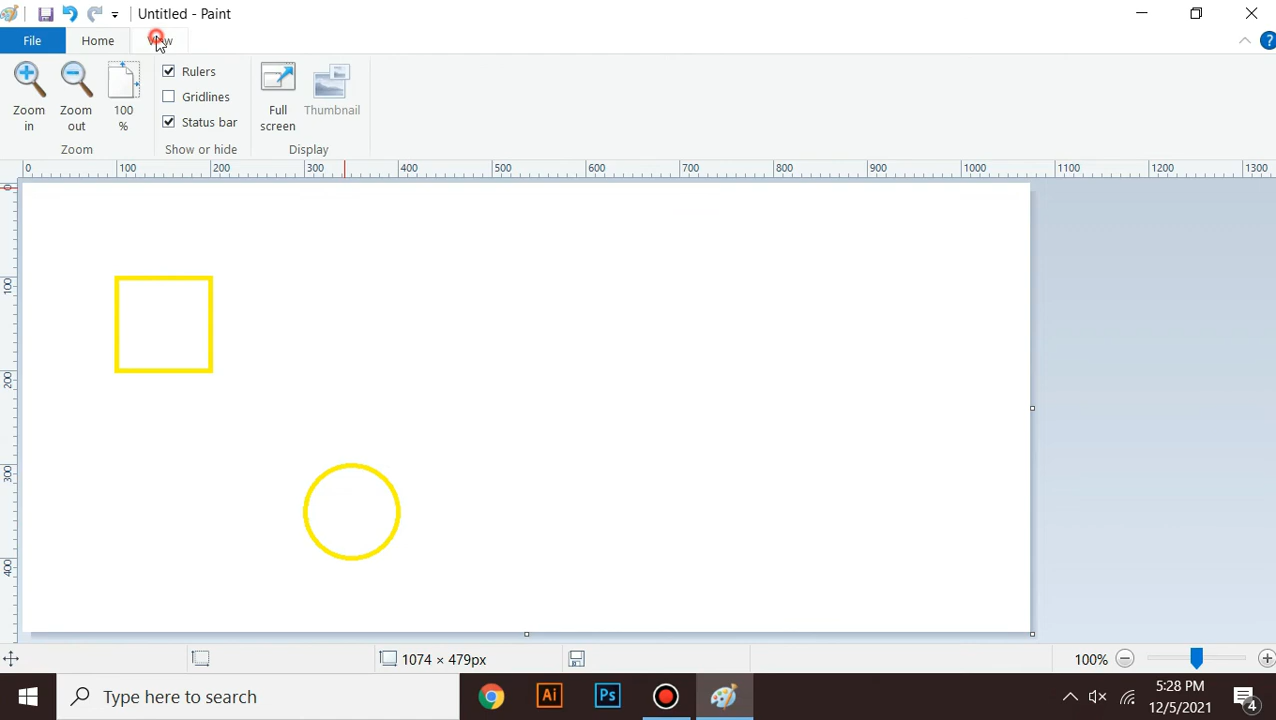 Untitled - Paint
File Home View
Zoom in
Zoom out
100 %
Rulers
Gridlines
Status bar
Full screen
Thumbnail
Zoom
Show or hide
Display
0 100 200 300 400 500 600 700 800 900 1000 1100 1200 1300
0
100
200
300
400
1074 × 479px
100%
Type here to search
Ai
Ps
5:28 PM
12/5/2021
4